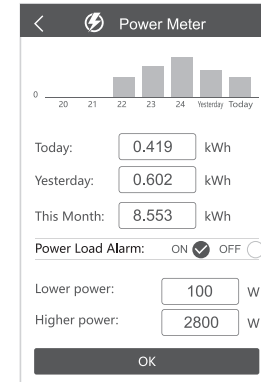 Power Meter
0
20 21 22 23 24 Yesterday Today
Today: 0.419 kWh
Yesterday: 0.602 kWh
This Month: 8.553 kWh
Power Load Alarm: ON OFF
Lower power: 100 W
Higher power: 2800 W
OK